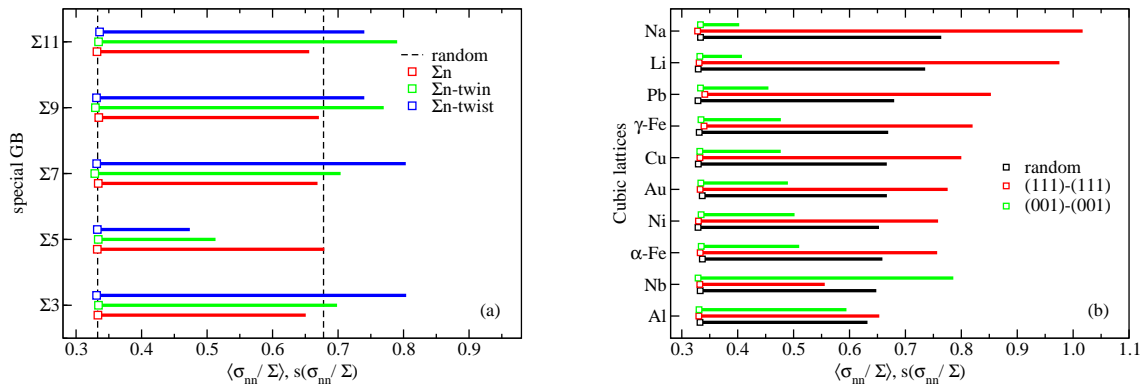 Σ11
Σ9
Σ7
Σ5
Σ3
special GB
random
Σn
Σn-twin
Σn-twist
(a)
0.3 0.4 0.5 0.6 0.7 0.8 0.9
⟨σnn/ Σ⟩, s(σnn/ Σ)
Na
Li
Pb
γ-Fe
Cu
Au
Ni
α-Fe
Nb
Al
Cubic lattices
random
(111)-(111)
(001)-(001)
(b)
0.3 0.4 0.5 0.6 0.7 0.8 0.9 1.0 1.1
⟨σnn/ Σ⟩, s(σnn/ Σ)